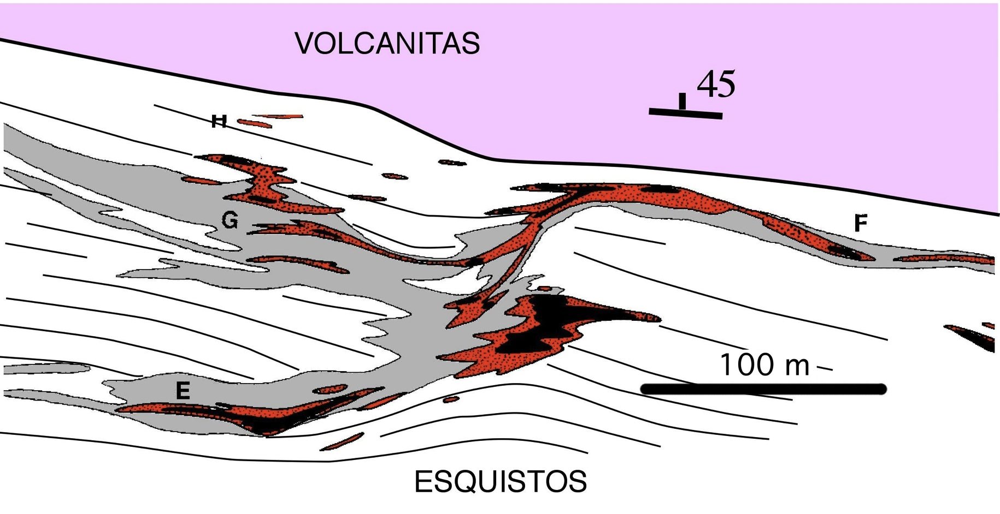 VOLCANITAS
45
H
G
F
100 m
E
ESQUISTOS